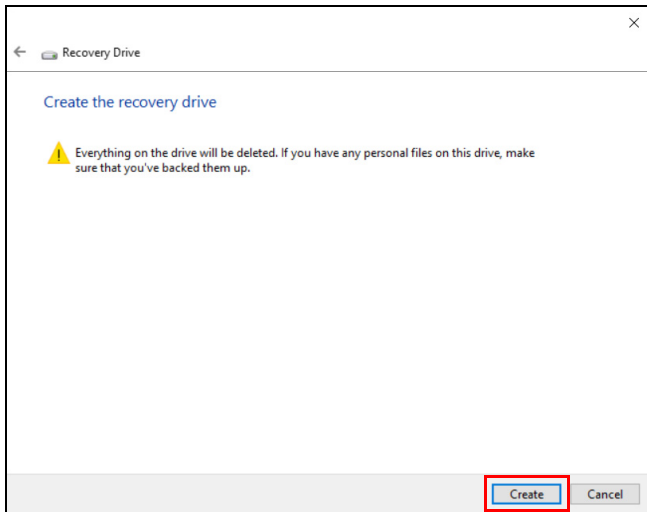 Recovery Drive
Create the recovery drive
Everything on the drive will be deleted. If you have any personal files on this drive, make
sure that you've backed them up.
Create Cancel